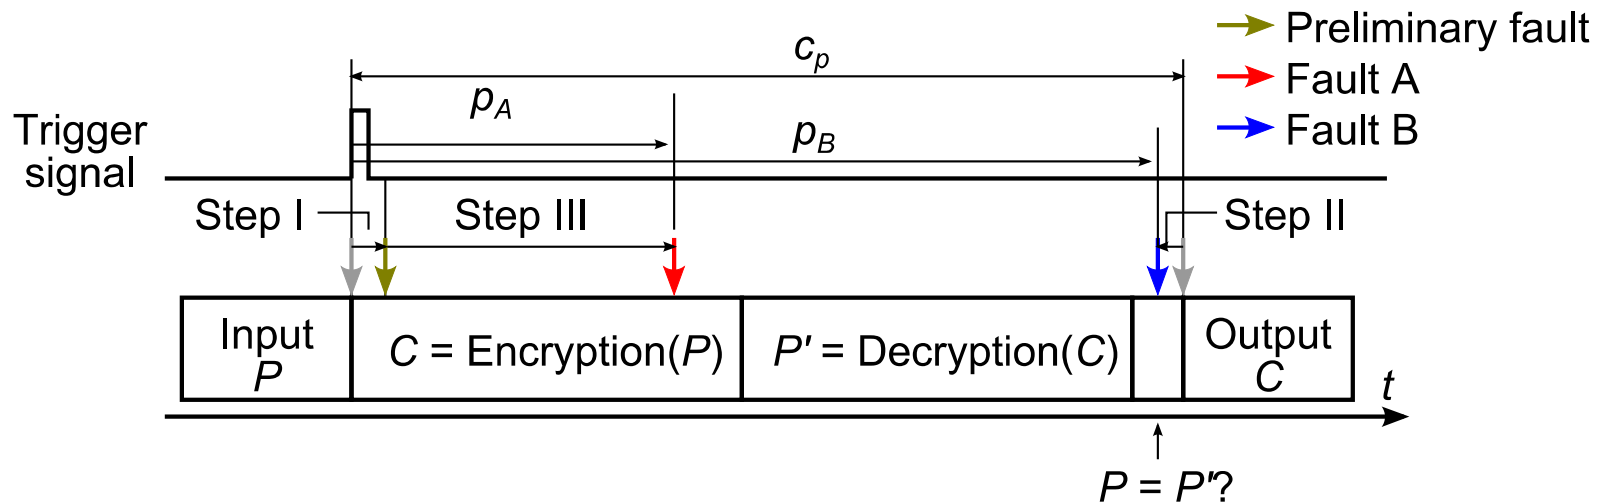 Preliminary fault
Fault A
Fault B
c_p
p_A
p_B
Trigger
signal
Step I
Step III
Step II
Input
P
C = Encryption(P)
P' = Decryption(C)
Output
C
t
P = P'?